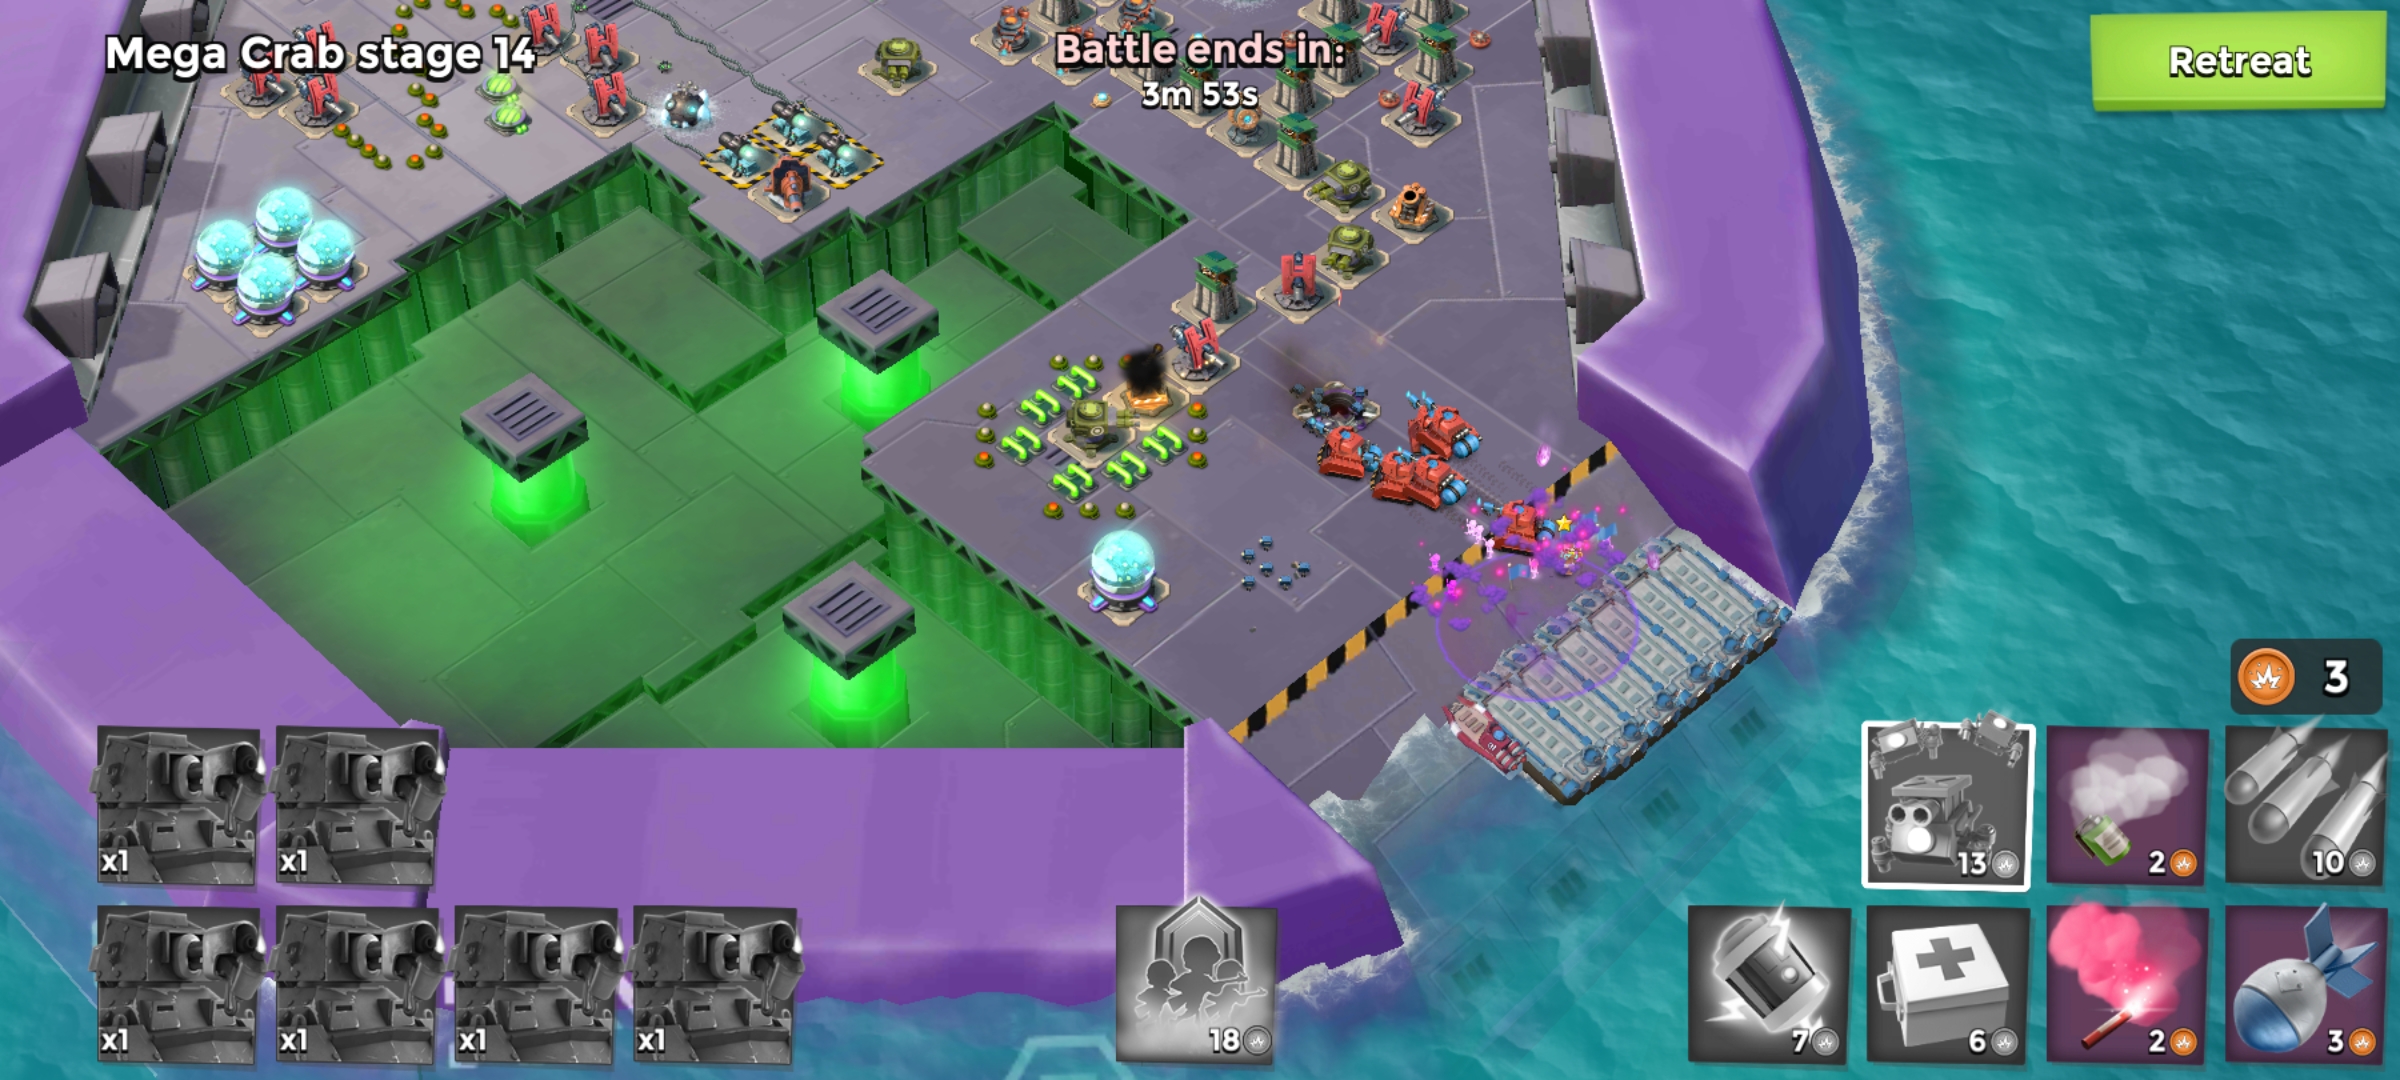 Mega Crab stage 14
Battle ends in:
3m 53s
Retreat
3
13
2
10
x1
x1
x1
x1
x1
x1
18
7
6
2
3